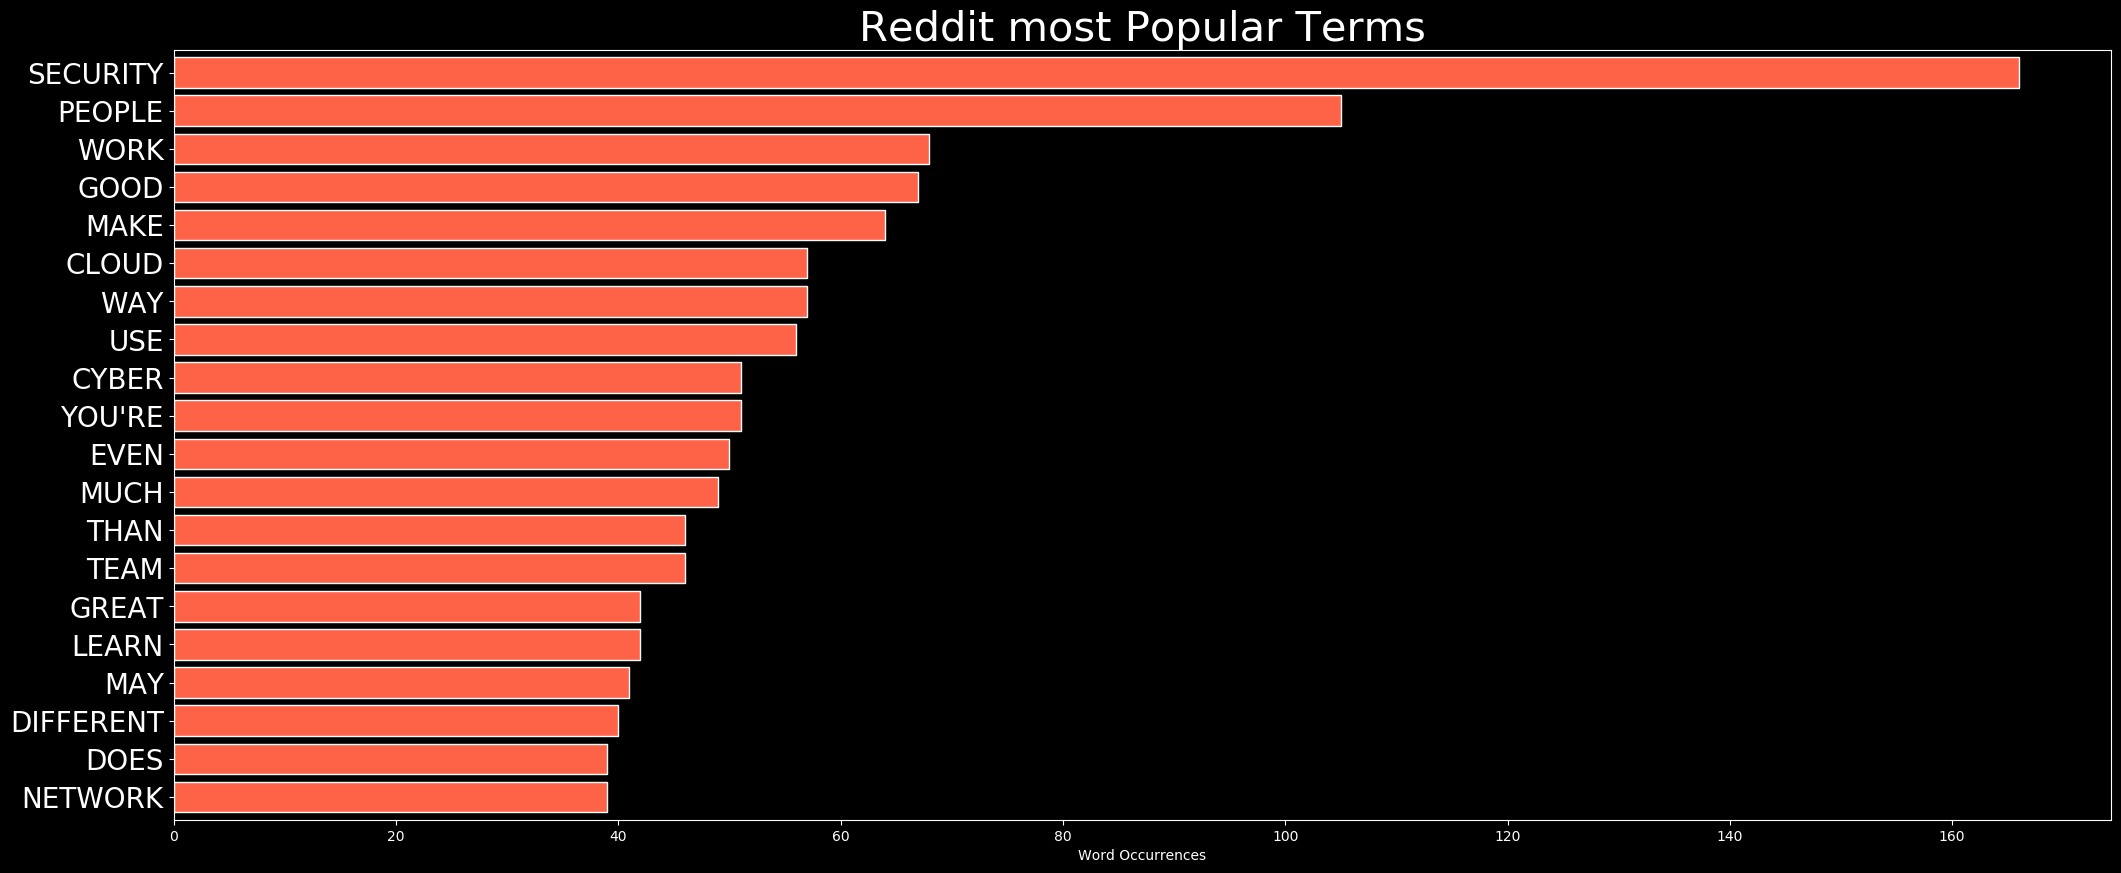 Reddit most Popular Terms
SECURITY
PEOPLE
WORK
GOOD
MAKE
CLOUD
WAY
USE
CYBER
YOU'RE
EVEN
MUCH
THAN
TEAM
GREAT
LEARN
MAY
DIFFERENT
DOES
NETWORK
0 20 40 60 80 100 120 140 160
Word Occurrences